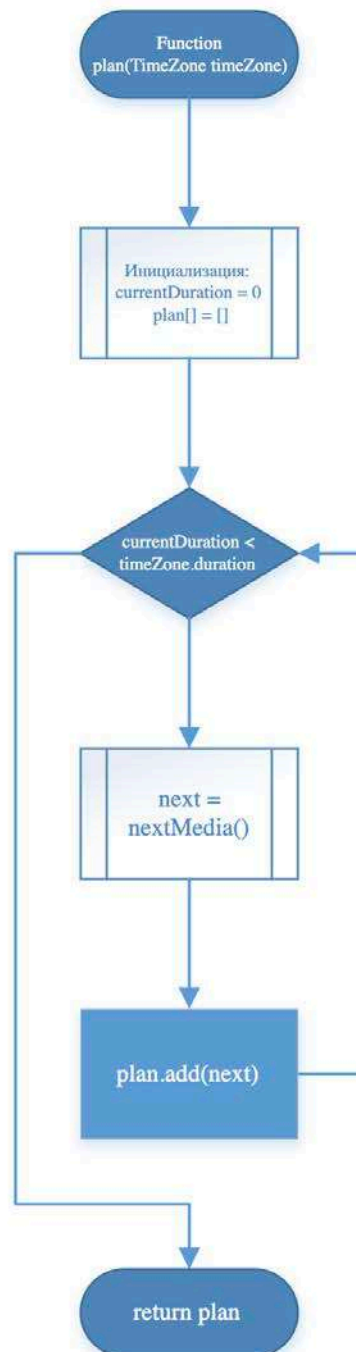 Function
plan(TimeZone timeZone)
Инициализация:
currentDuration = 0
plan[] = []
currentDuration <
timeZone.duration
next =
nextMedia()
plan.add(next)
return plan